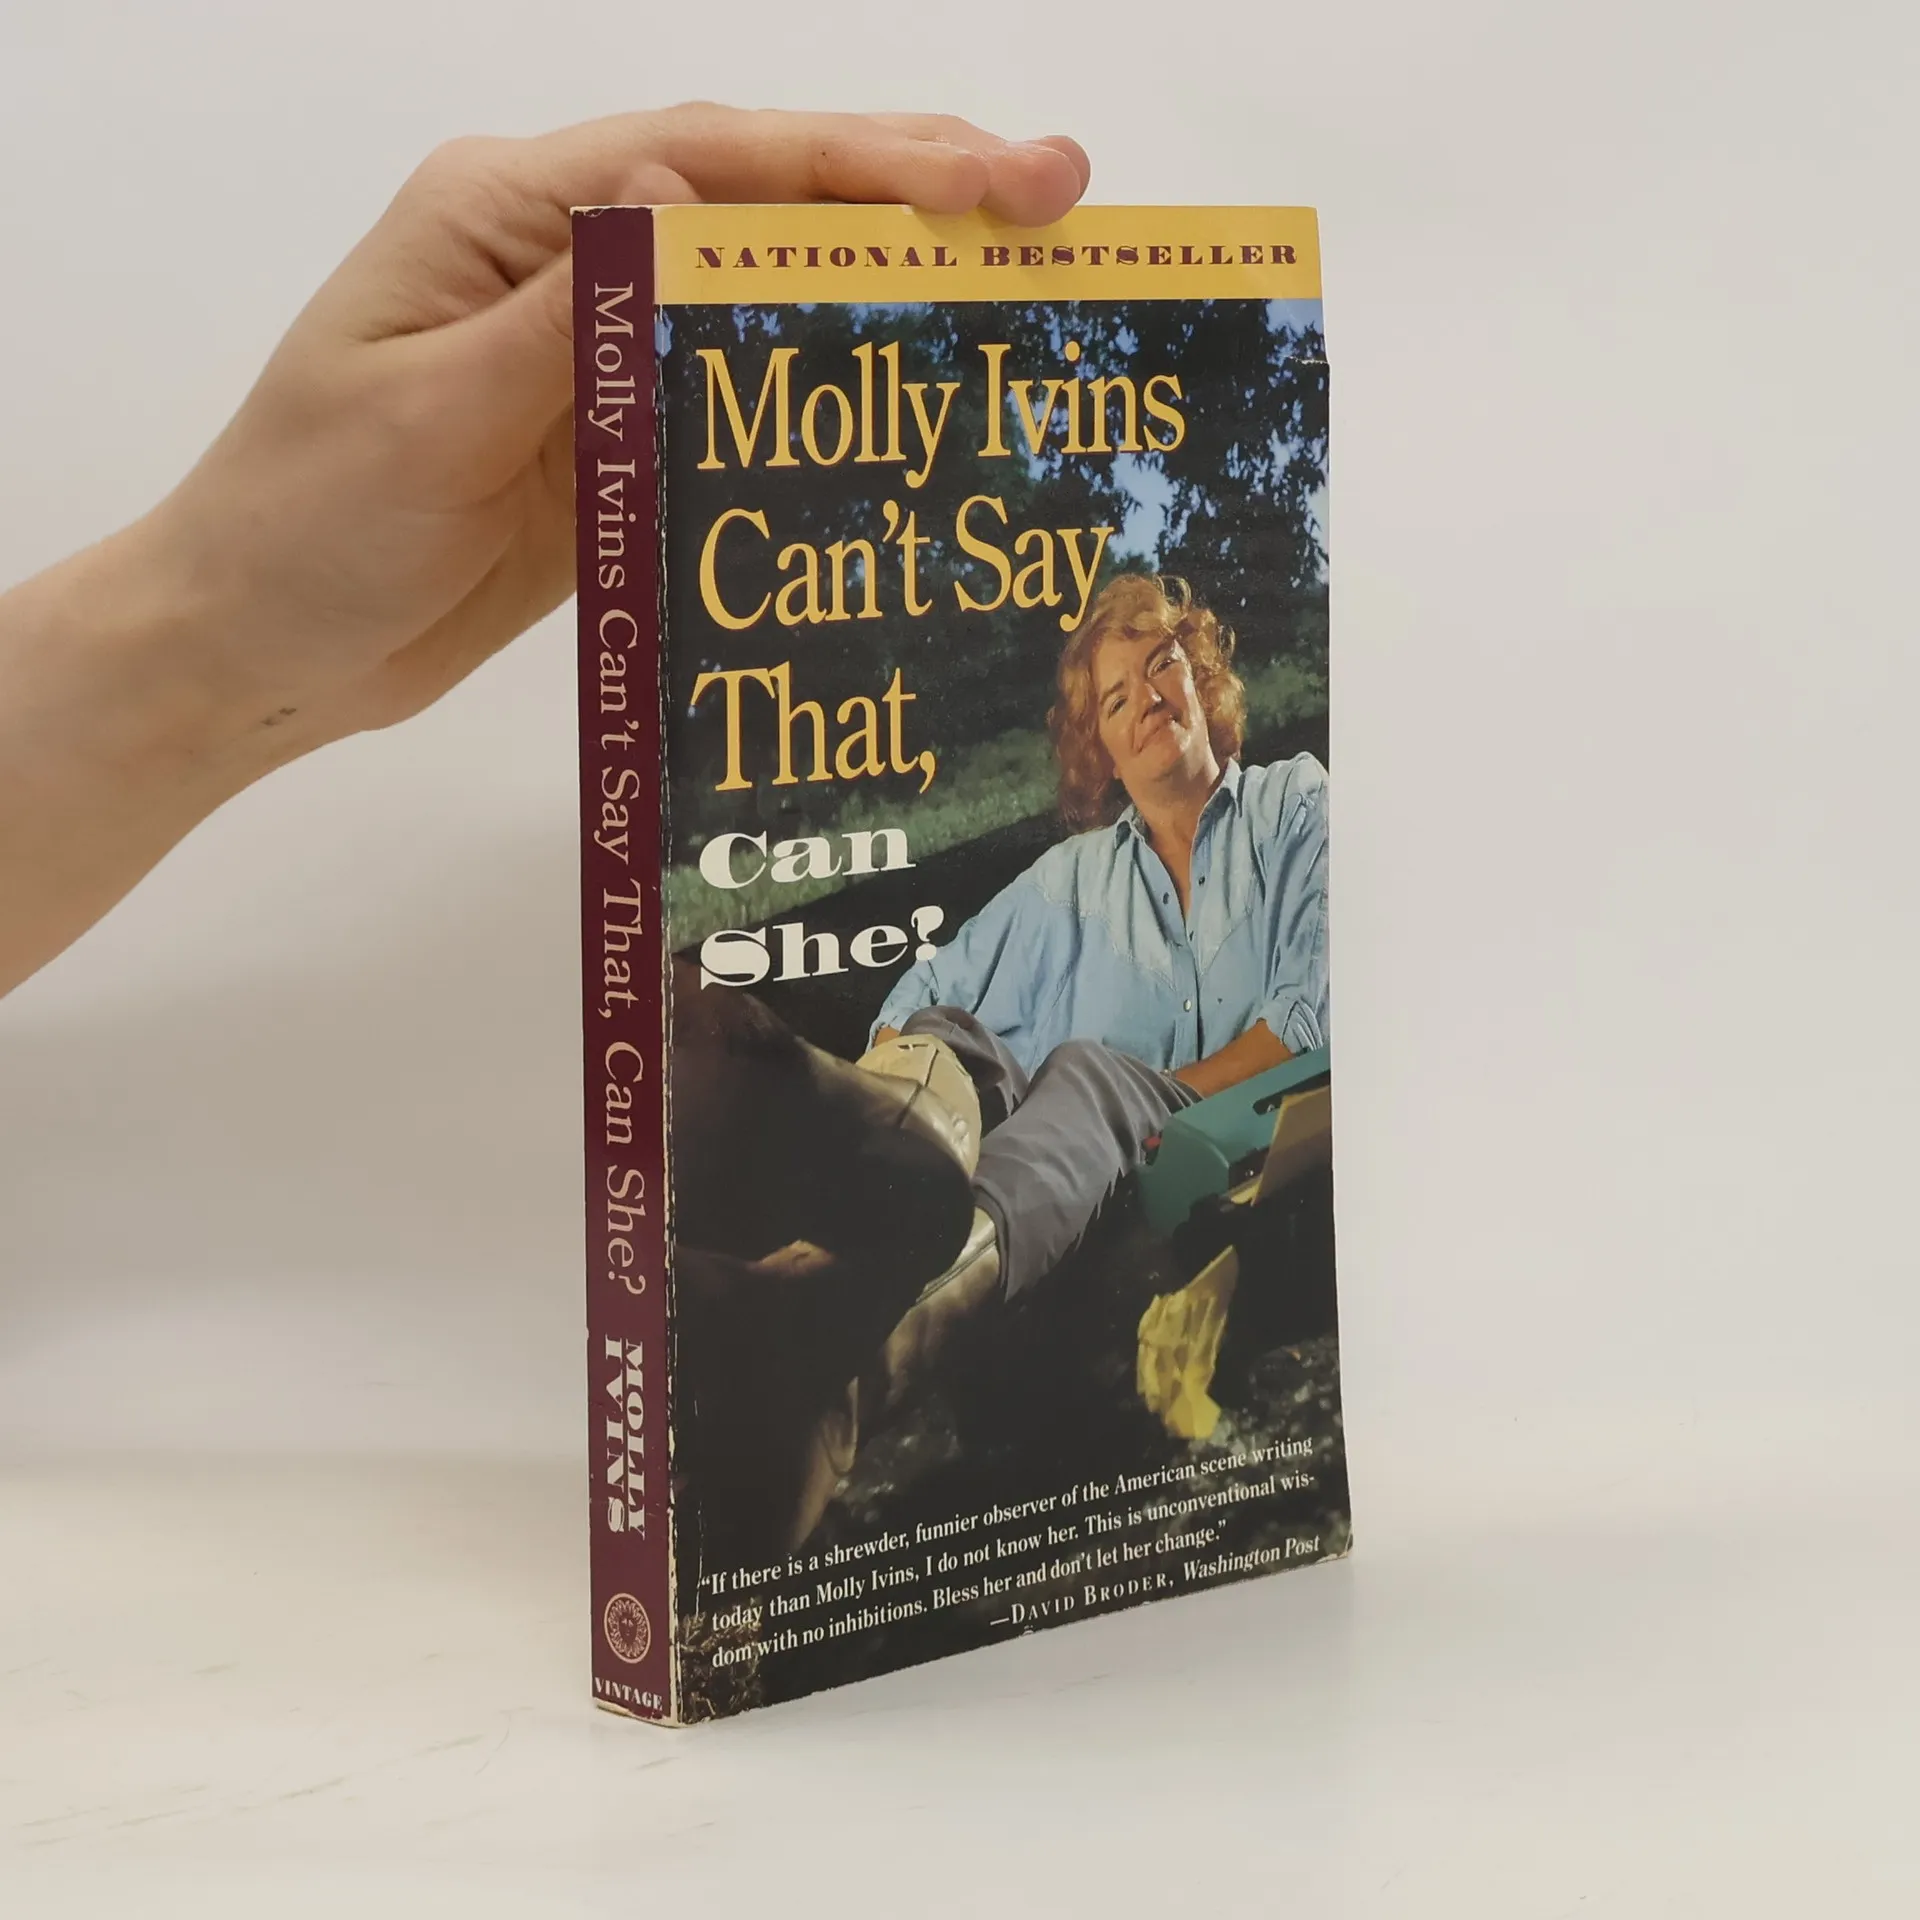 Molly Ivins Can't Say That, Can She?
MOLLY
IVINS
VINTAGE
NATIONAL BESTSELLER
Molly Ivins
Can't Say
That,
Can
She?
“If there is a shrewder, funnier observer of the American scene writing
today than Molly Ivins, I do not know her. This is unconventional wis-
dom with no inhibitions. Bless her and don't let her change.”
—DAVID BRODER, Washington Post